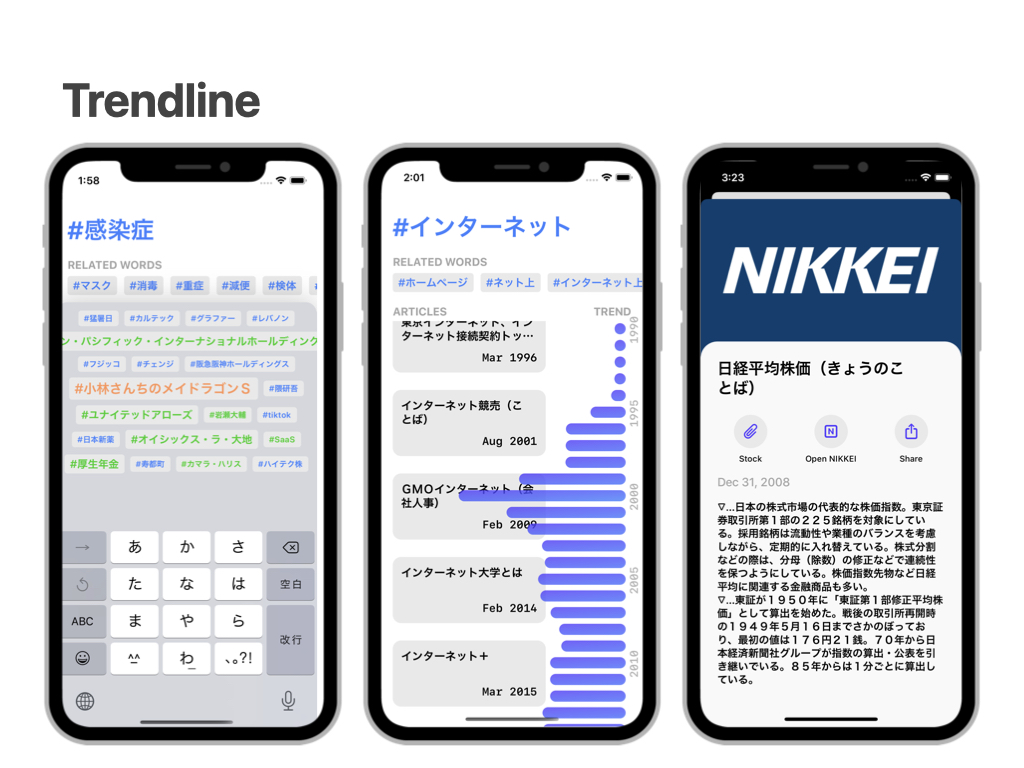 Trendline
1:58
#感染症
RELATED WORDS
#マスク #消毒 #重症 #減便 #検体
#猛暑日 #カルテック #グラファー #レバノン
ン・パシフィック・インターナショナルホールディング
#フジッコ #チェンジ #阪急阪神ホールディングス
#小林さんちのメイドラゴンS #隈研吾
#ユナイテッドアローズ #岩瀬大輔 #tiktok
#日本新薬 #オイシックス・ラ・大地 #SaaS
#厚生年金 #寿都町 #カマラ・ハリス #ハイテク株
→ あ か さ
た な は 空白
ABC ま や ら
改行
^^ わ 、。?!
2:01
#インターネット
RELATED WORDS
#ホームページ #ネット上 #インターネット上
ARTICLES TREND
東京インターネット、イン
ターネット接続契約トッ…
Mar 1996
インターネット競売（こ
とば）
Aug 2001
GMOインターネット（会
社人事）
Feb 2009
インターネット大学とは
Feb 2014
インターネット＋
Mar 2015
1990
1995
2000
2005
2010
3:23
NIKKEI
日経平均株価（きょうのこ
とば）
Stock Open NIKKEI Share
Dec 31, 2008
▽…日本の株式市場の代表的な株価指数。東京証
券取引所第１部の２２５銘柄を対象にしてい
る。採用銘柄は流動性や業種のバランスを考慮
しながら、定期的に入れ替えている。株式分割
などの際は、分母（除数）の修正などで連続性
を保つようにしている。株価指数先物など日経
平均に関連する金融商品も多い。
▽…東証が１９５０年に「東証第１部修正平均株
価」として算出を始めた。戦後の取引所再開時
の１９４９年５月１６日までさかのぼってお
り、最初の値は１７６円２１銭。７０年から日
本経済新聞社グループが指数の算出・公表を引
き継いでいる。８５年からは１分ごとに算出し
ている。